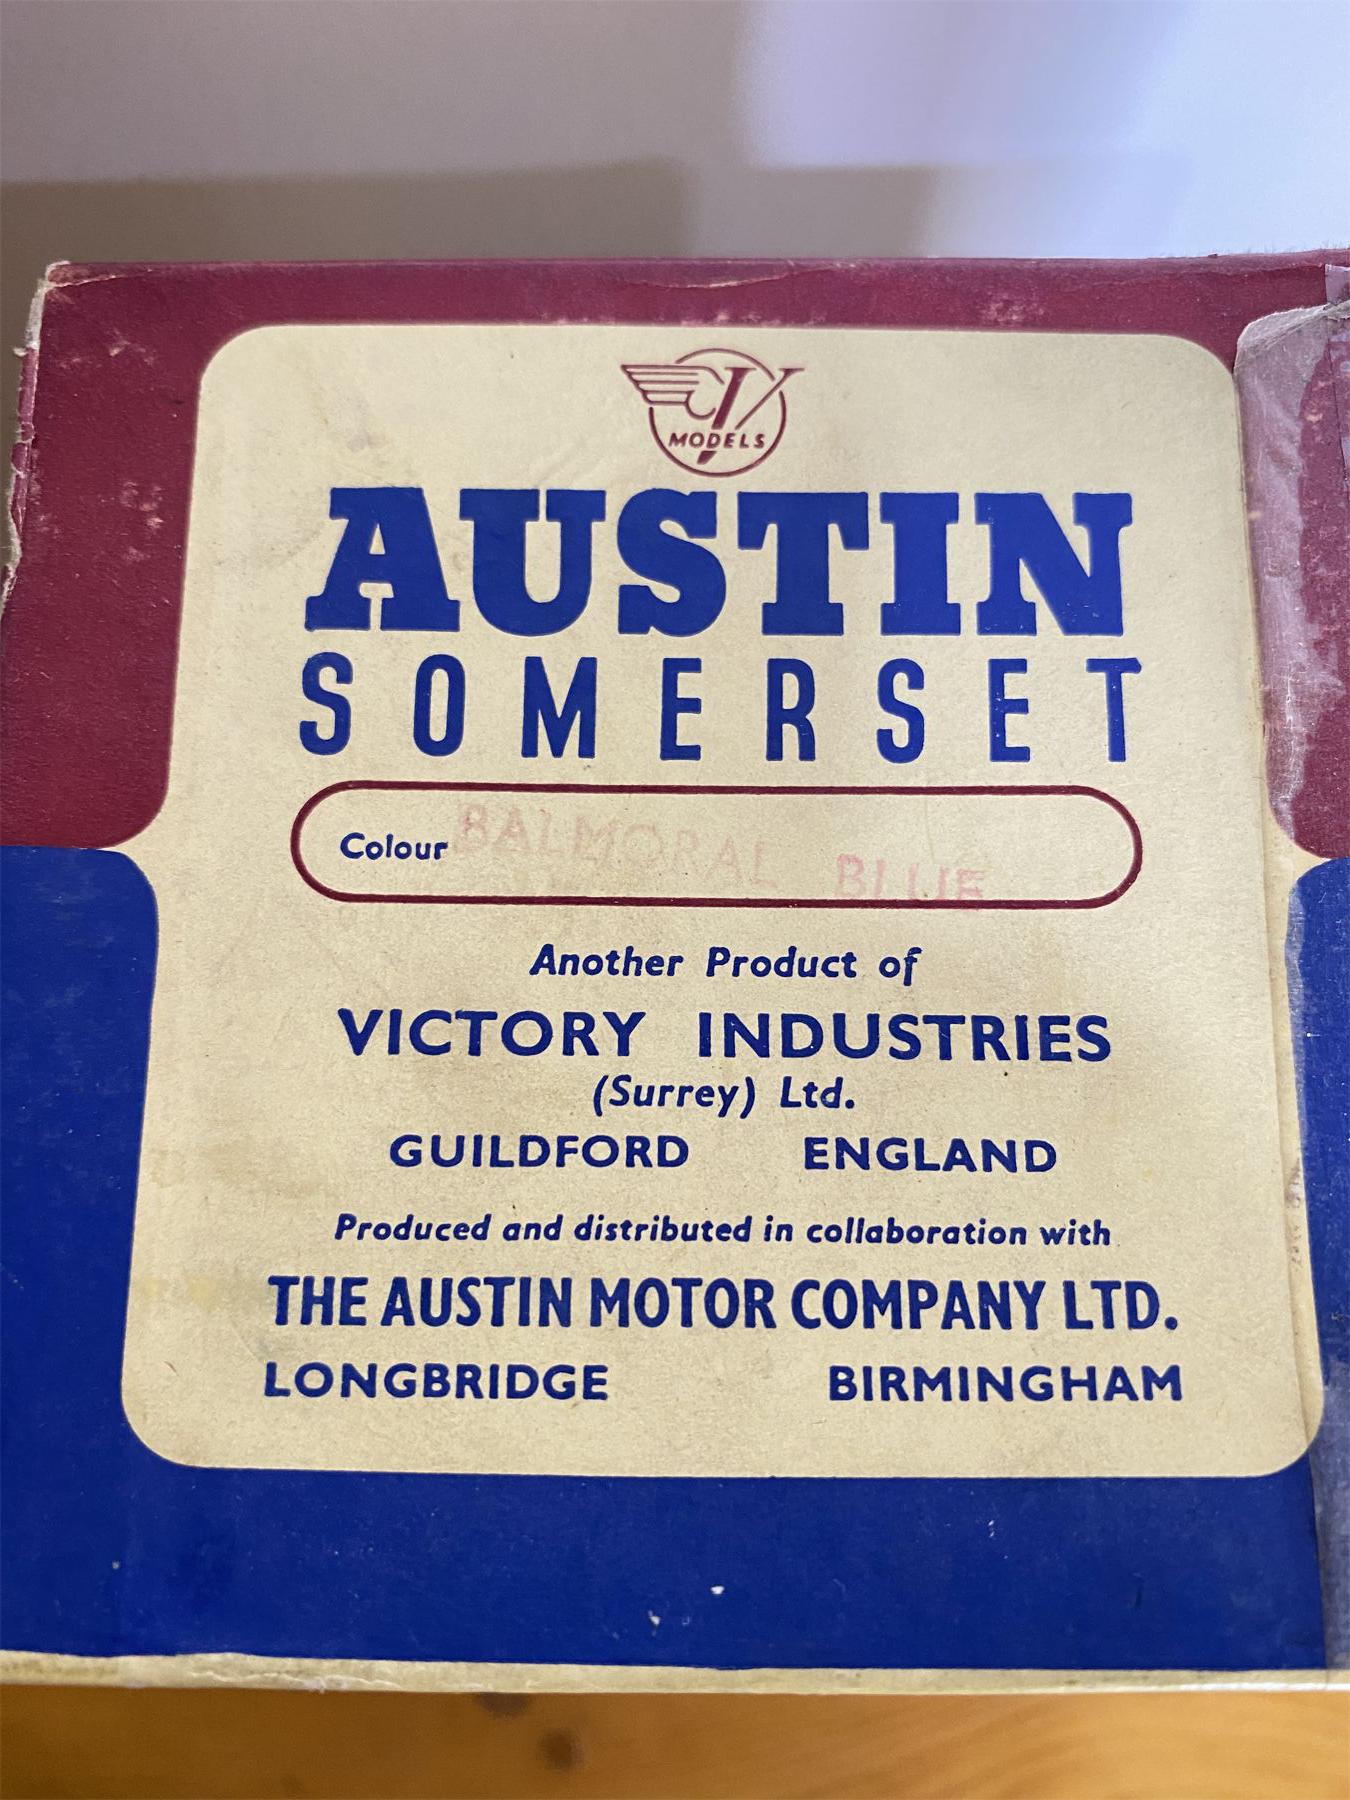 V
MODELS
AUSTIN
SOMERSET
Colour BALMORAL BLUE
Another Product of
VICTORY INDUSTRIES
(Surrey) Ltd.
GUILDFORD ENGLAND
Produced and distributed in collaboration with
THE AUSTIN MOTOR COMPANY LTD.
LONGBRIDGE BIRMINGHAM